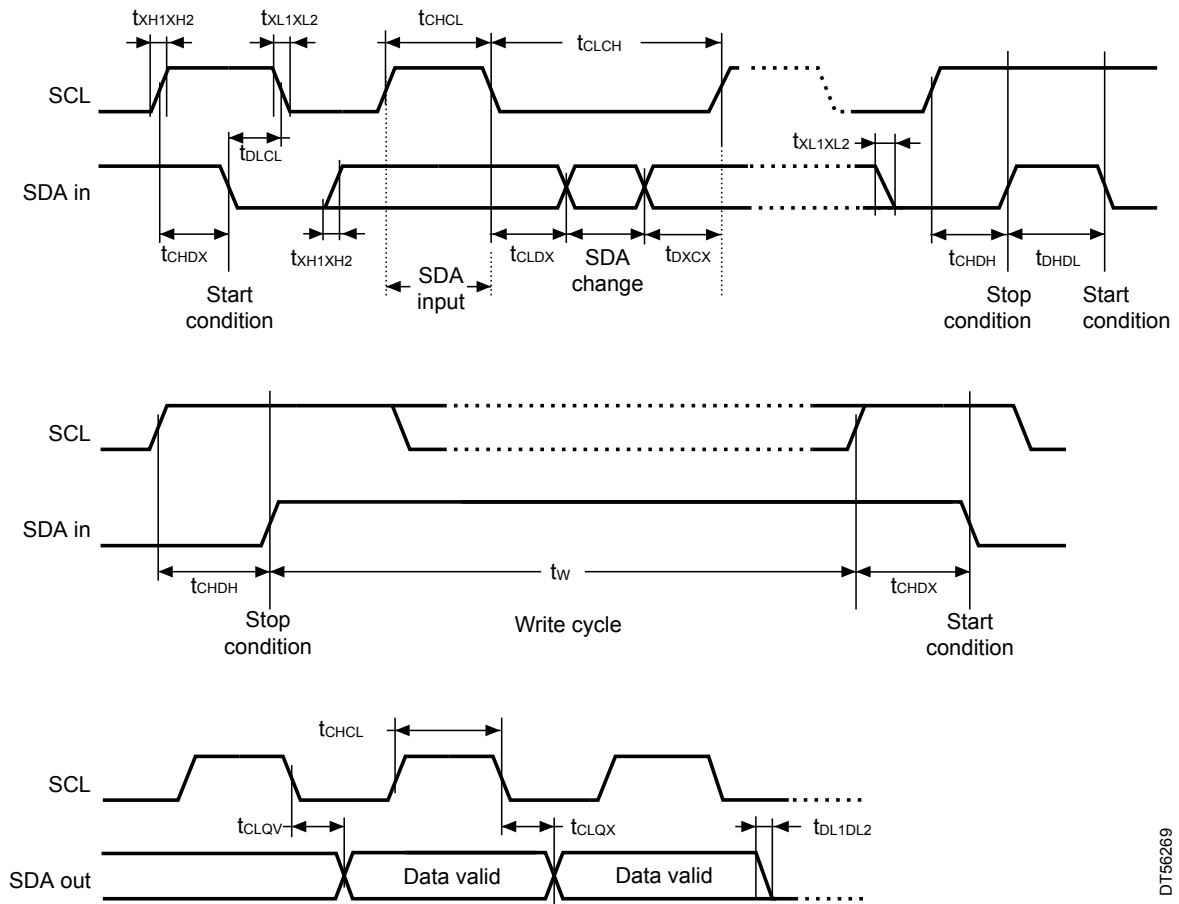 tXH1XH2
tXL1XL2
tCHCL
tCLCH
SCL
tDLCL
tXL1XL2
SDA in
tCHDX
tXH1XH2
tCLDX
SDA
change
tDXCX
tCHDH
tDHDL
SDA
input
Start
condition
Stop
condition
Start
condition
SCL
SDA in
tCHDH
tW
tCHDX
Stop
condition
Write cycle
Start
condition
tCHCL
SCL
tCLQV
tCLQX
tDL1DL2
SDA out
Data valid
Data valid
DT56269